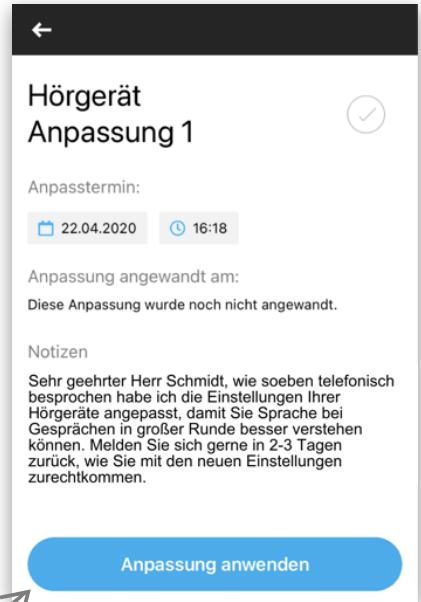 Hörgerät
Anpassung 1
Anpasstermin:
22.04.2020 16:18
Anpassung angewandt am:
Diese Anpassung wurde noch nicht angewandt.
Notizen
Sehr geehrter Herr Schmidt, wie soeben telefonisch
besprochen habe ich die Einstellungen Ihrer
Hörgeräte angepasst, damit Sie Sprache bei
Gesprächen in großer Runde besser verstehen
können. Melden Sie sich gerne in 2-3 Tagen
zurück, wie Sie mit den neuen Einstellungen
zurechtkommen.
Anpassung anwenden